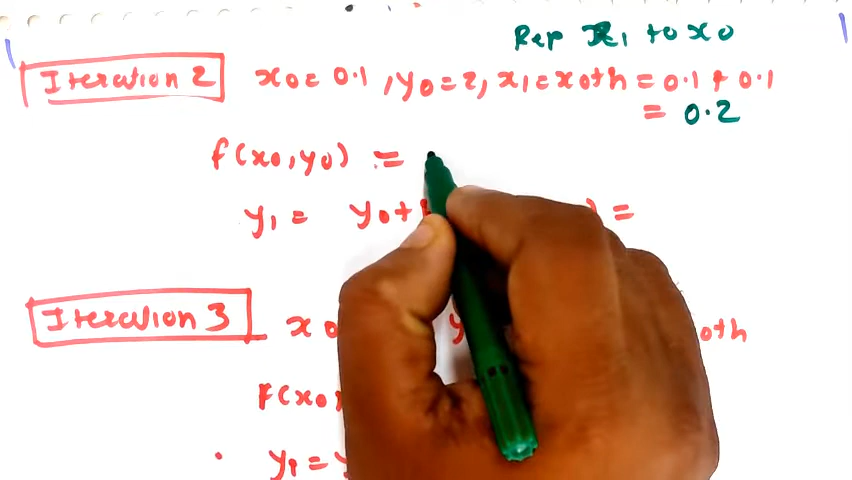 Rep x1 to x0
Iteration 2 x0 = 0.1, y0 = 2, x1 = x0+h = 0.1 + 0.1
= 0.2
f(x0, y0) =
y1 = y0+ ) =
Iteration 3 x0 y 0+h
f(x0,
y1 = y